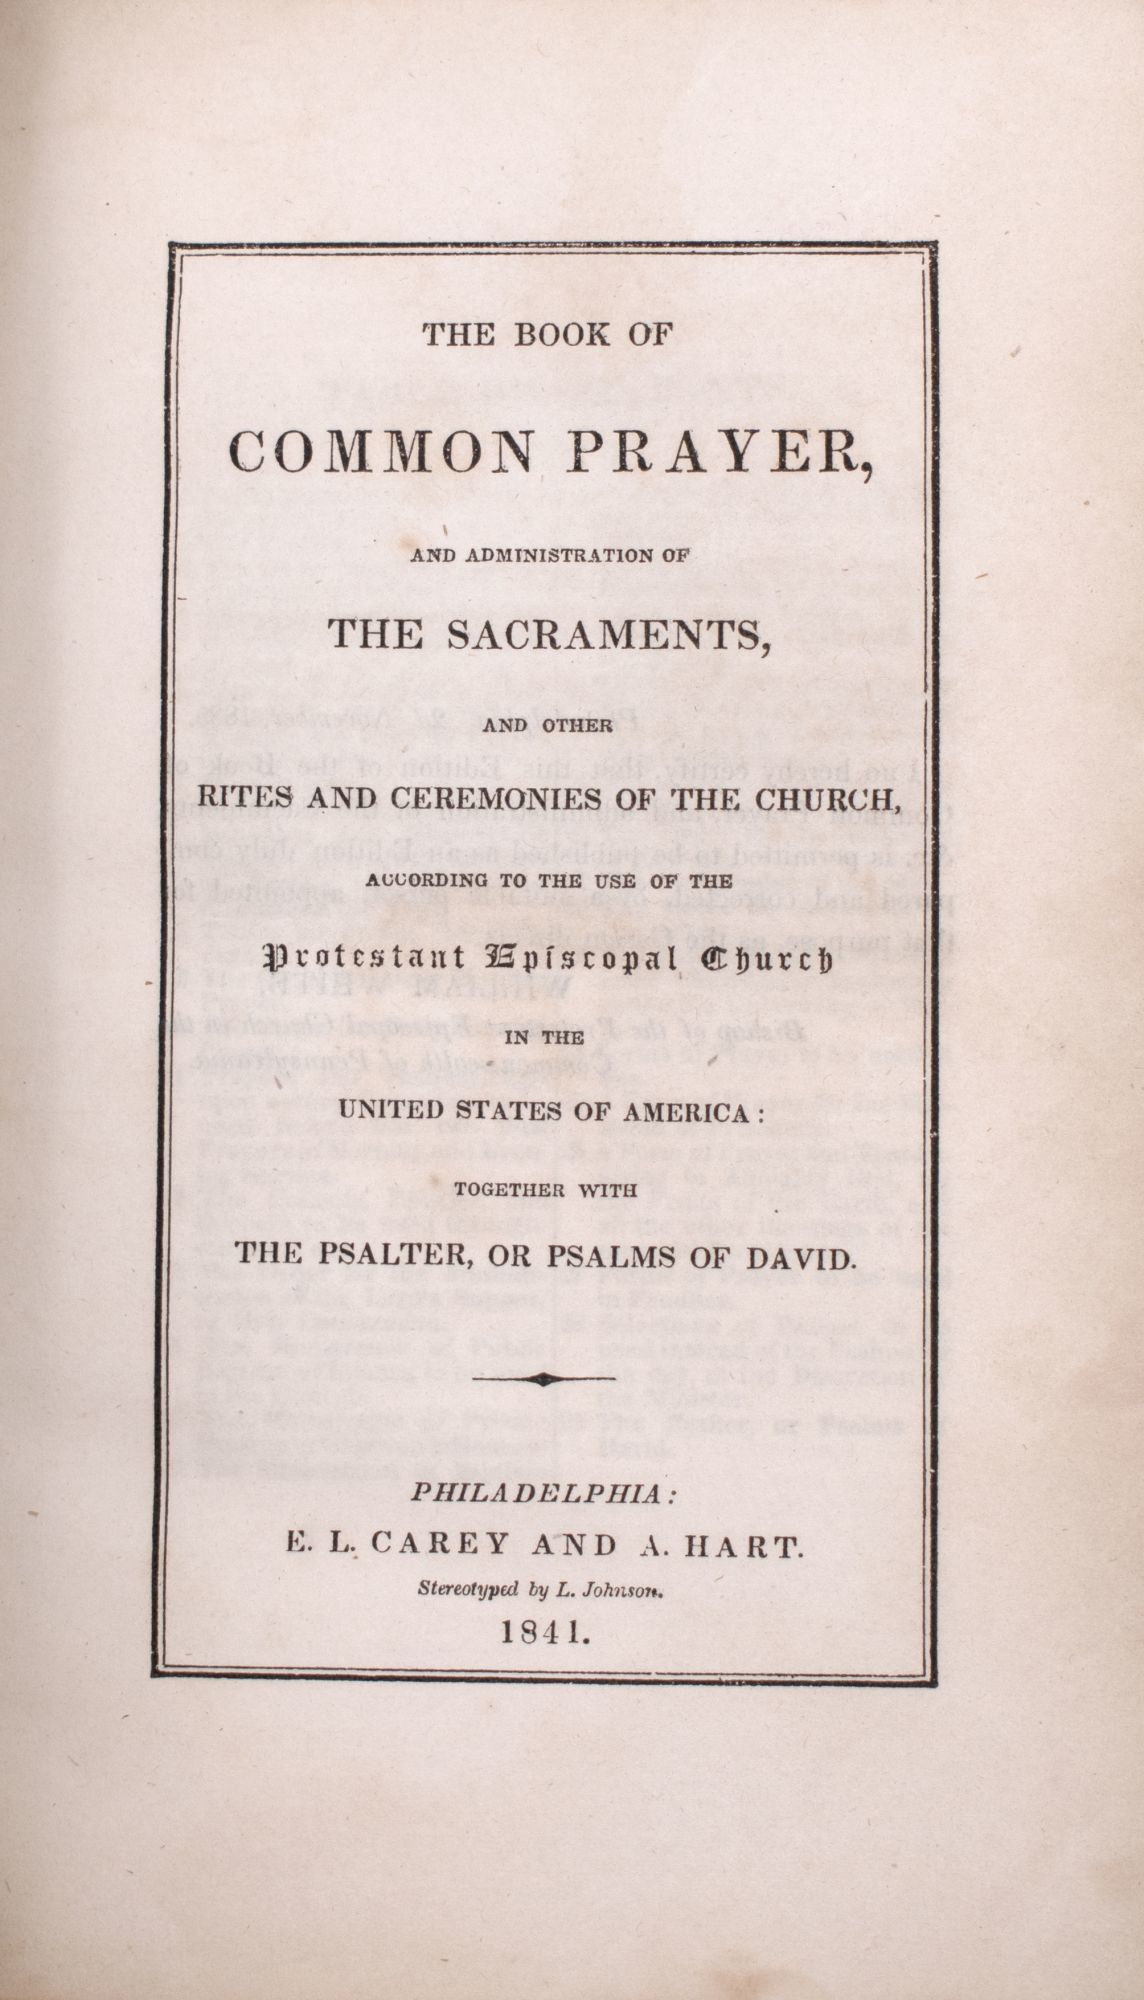 THE BOOK OF
COMMON PRAYER,
AND ADMINISTRATION OF
THE SACRAMENTS,
AND OTHER
RITES AND CEREMONIES OF THE CHURCH,
ACCORDING TO THE USE OF THE
Protestant Episcopal Church
IN THE
UNITED STATES OF AMERICA:
TOGETHER WITH
THE PSALTER, OR PSALMS OF DAVID.
PHILADELPHIA:
E. L. CAREY AND A. HART.
Stereotyped by L. Johnson.
1841.